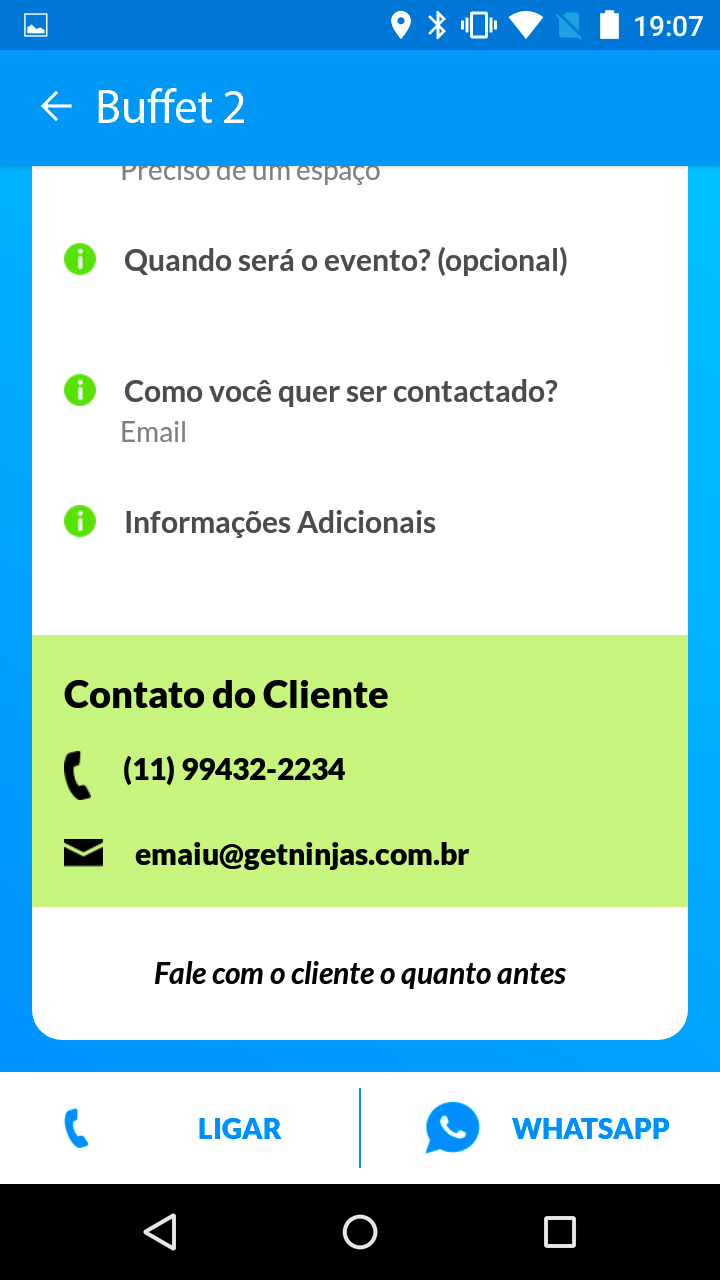 19:07
Buffet 2
Preciso de um espaço
Quando será o evento? (opcional)
Como você quer ser contactado?
Email
Informações Adicionais
Contato do Cliente
(11) 99432-2234
emaiu@getninjas.com.br
Fale com o cliente o quanto antes
LIGAR
WHATSAPP